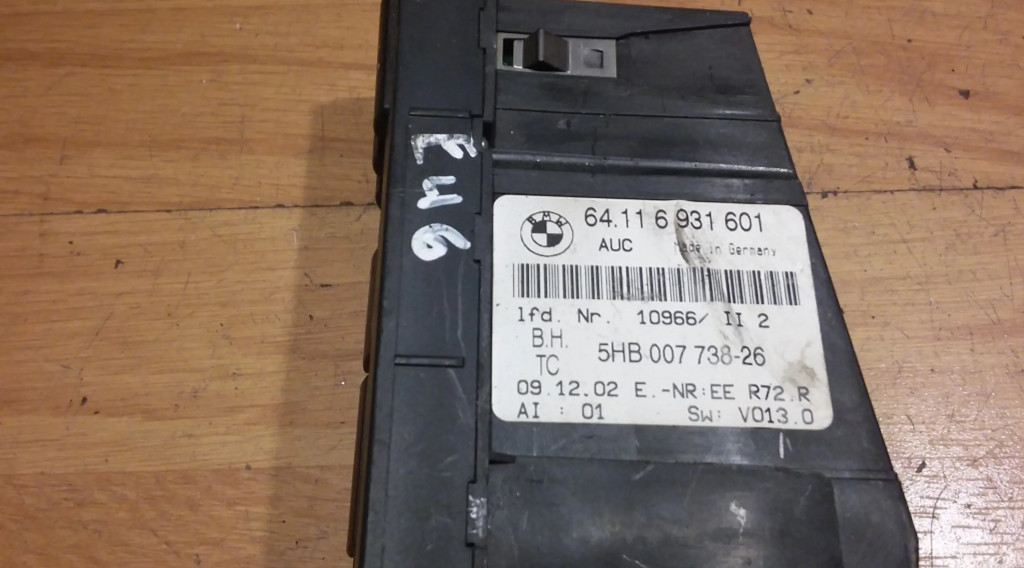 E46
BMW
64.11 6 931 601
AUC made in Germany
lfd. Nr. 10966/ II 2
B.H.
TC 5HB 007 738-26
09.12.02 E.-NR:EE R72.R
AI : 01 SW: V013.0